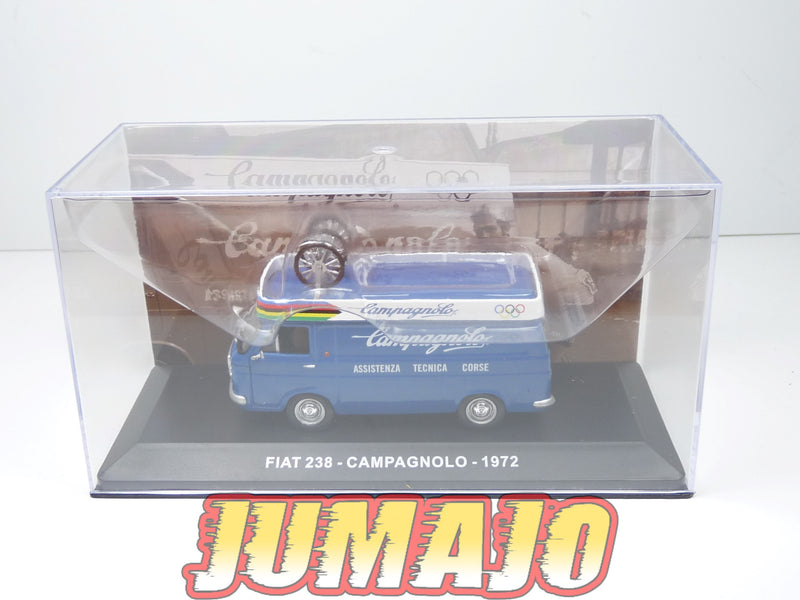 Campagnolo
Campagnolo
Campagnolo
Campagnolo
ASSISTENZA TECNICA CORSE
FIAT 238 - CAMPAGNOLO - 1972
JUMAJO